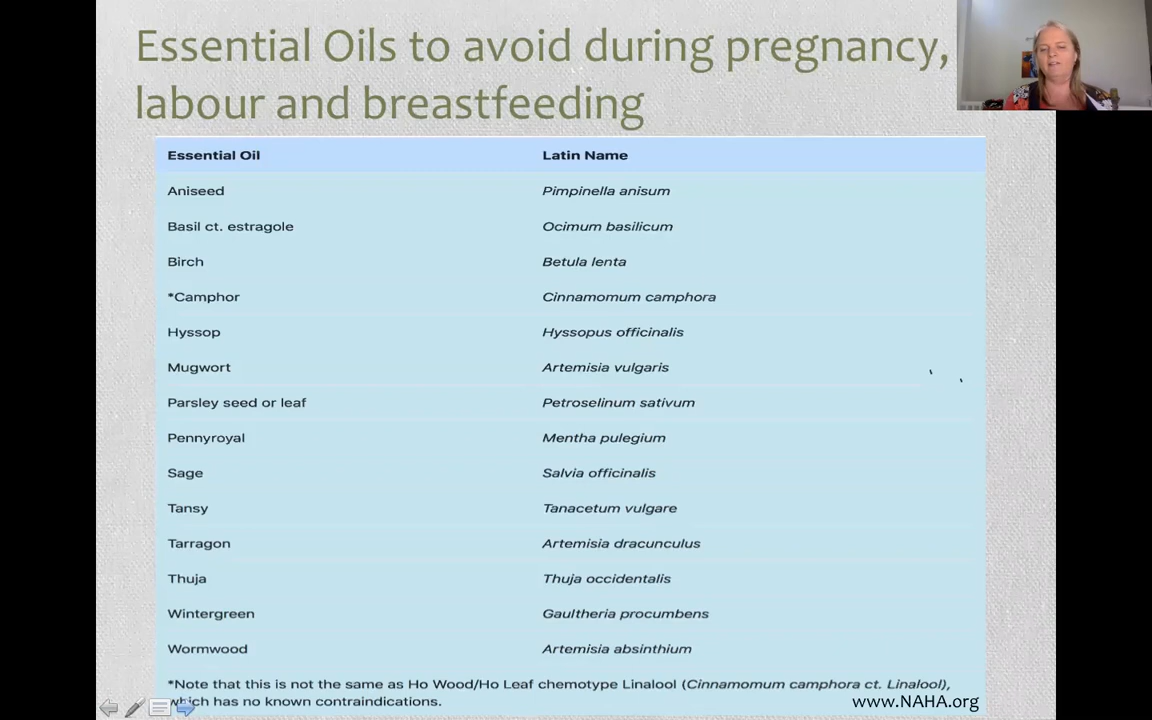 Essential Oils to avoid during pregnancy,
labour and breastfeeding
Essential Oil Latin Name
Aniseed Pimpinella anisum
Basil ct. estragole Ocimum basilicum
Birch Betula lenta
*Camphor Cinnamomum camphora
Hyssop Hyssopus officinalis
Mugwort Artemisia vulgaris
Parsley seed or leaf Petroselinum sativum
Pennyroyal Mentha pulegium
Sage Salvia officinalis
Tansy Tanacetum vulgare
Tarragon Artemisia dracunculus
Thuja Thuja occidentalis
Wintergreen Gaultheria procumbens
Wormwood Artemisia absinthium
*Note that this is not the same as Ho Wood/Ho Leaf chemotype Linalool (Cinnamomum camphora ct. Linalool),
which has no known contraindications.
www.NAHA.org